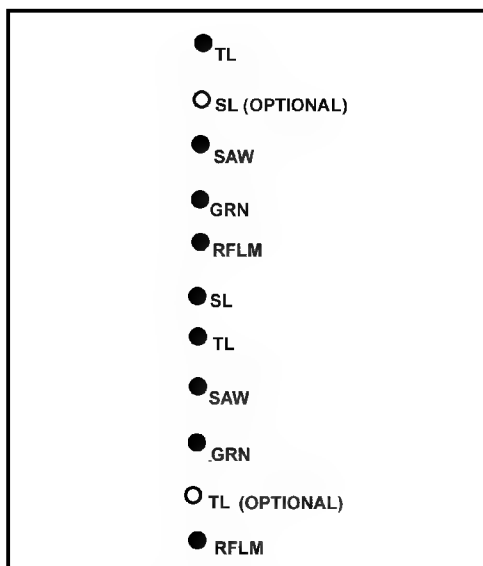 TL
SL (OPTIONAL)
SAW
GRN
RFLM
SL
TL
SAW
GRN
TL (OPTIONAL)
RFLM